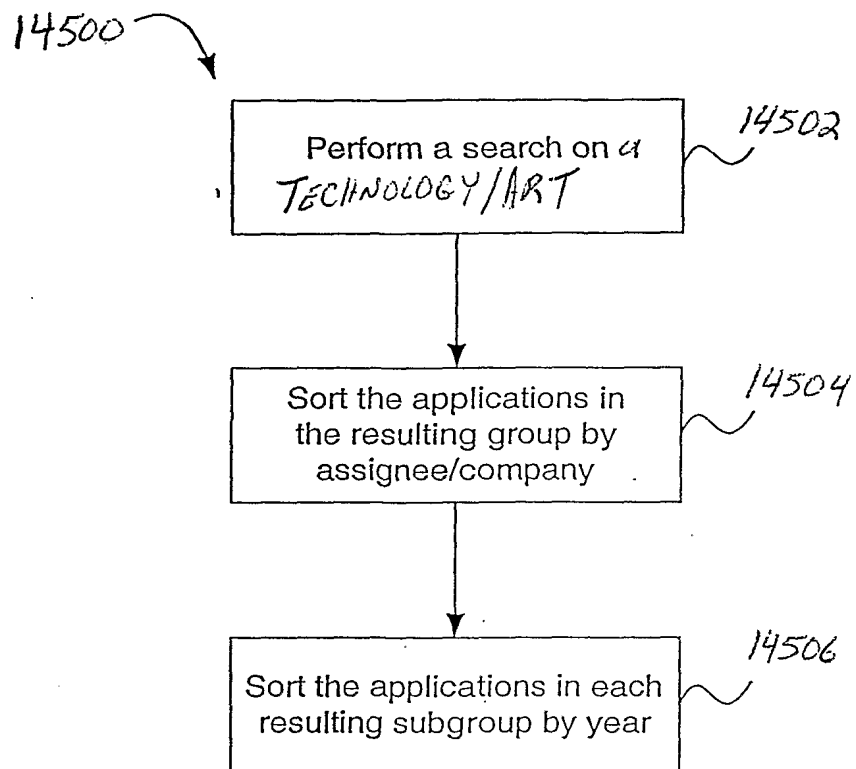 14500
14502
Perform a search on a
TECHNOLOGY/ART
14504
Sort the applications in
the resulting group by
assignee/company
14506
Sort the applications in each
resulting subgroup by year